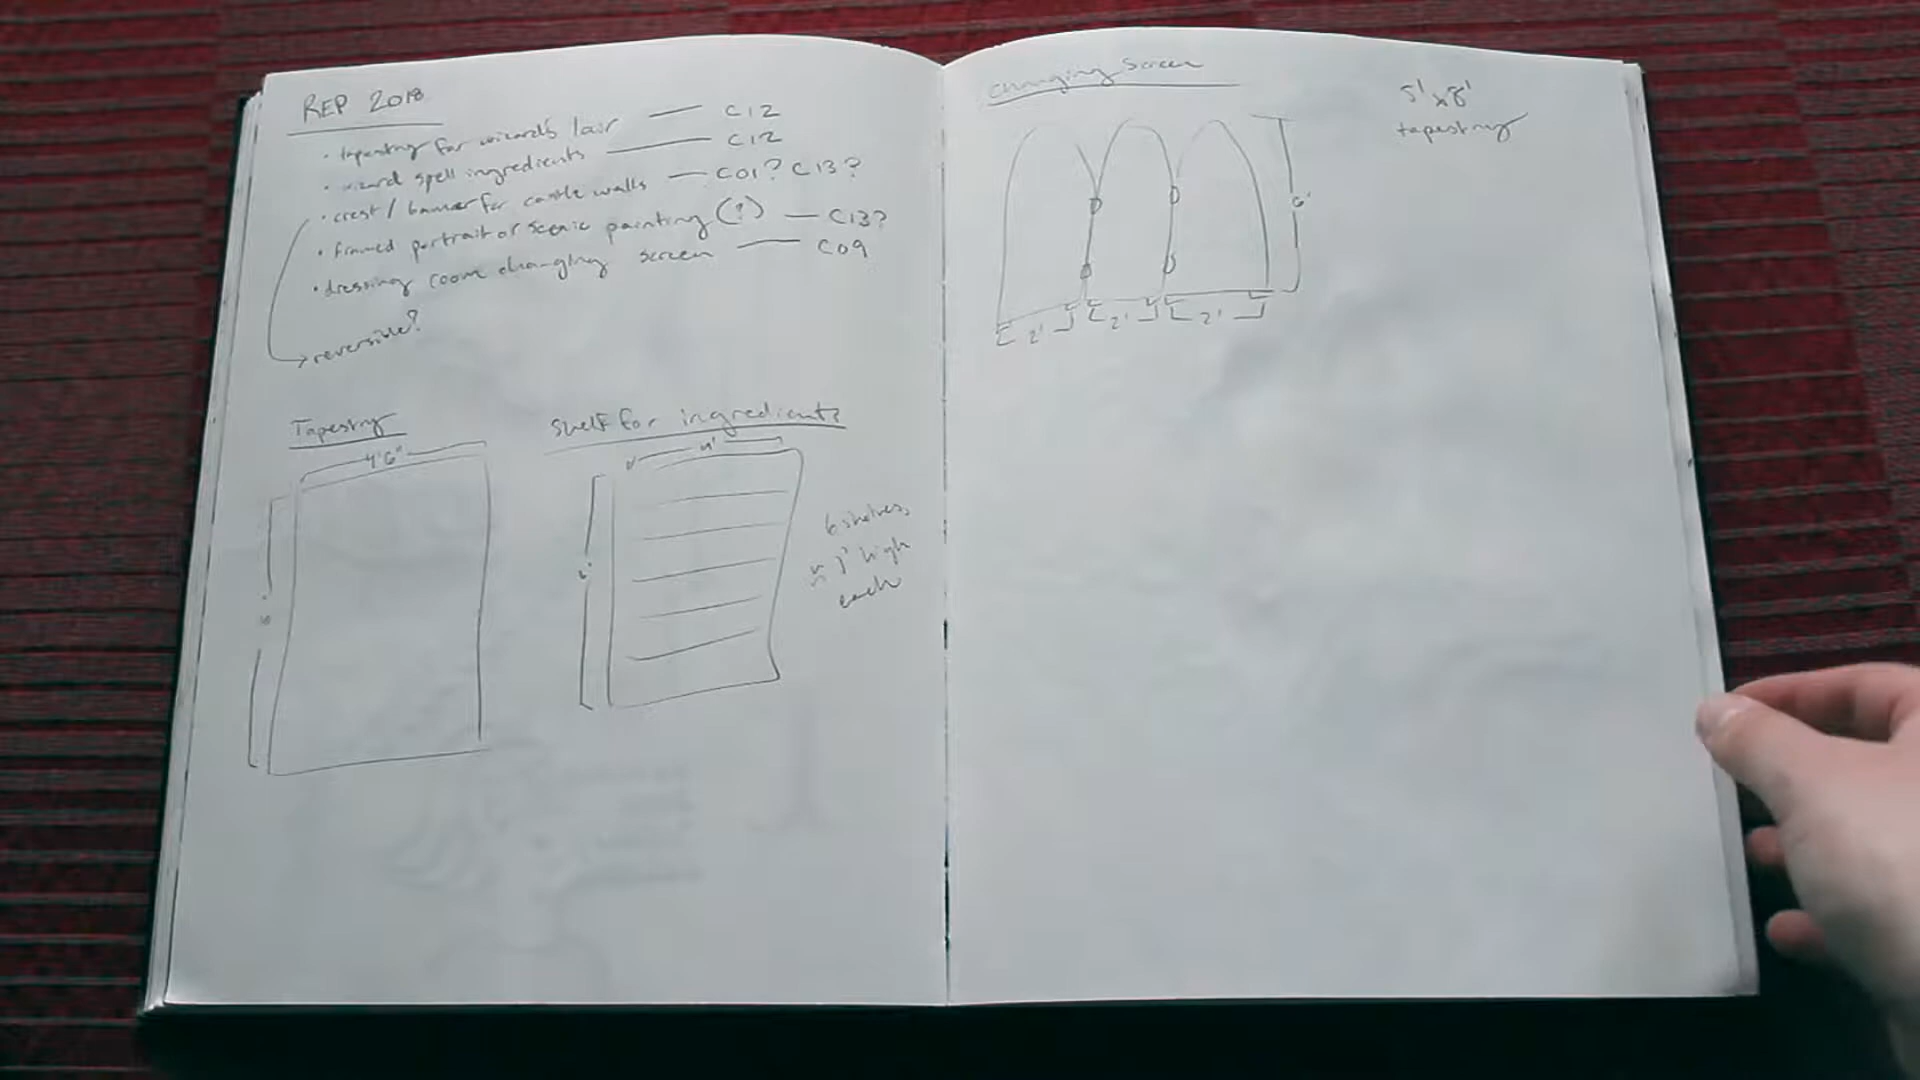 REP 2018
• tapestry for wizard's lair — C12
• wizard spell ingredients — C12
• crest / banner for castle walls — C01? C13?
• framed portrait or scenic painting (?) — C13?
• dressing room changing screen — C09
→ reversible?
Tapestry
4'6"
Shelf for ingredients
4'
6'
6 shelves,
≈ 1' high
each
changing screen
6'
2' 2' 2'
5'x8'
tapestry